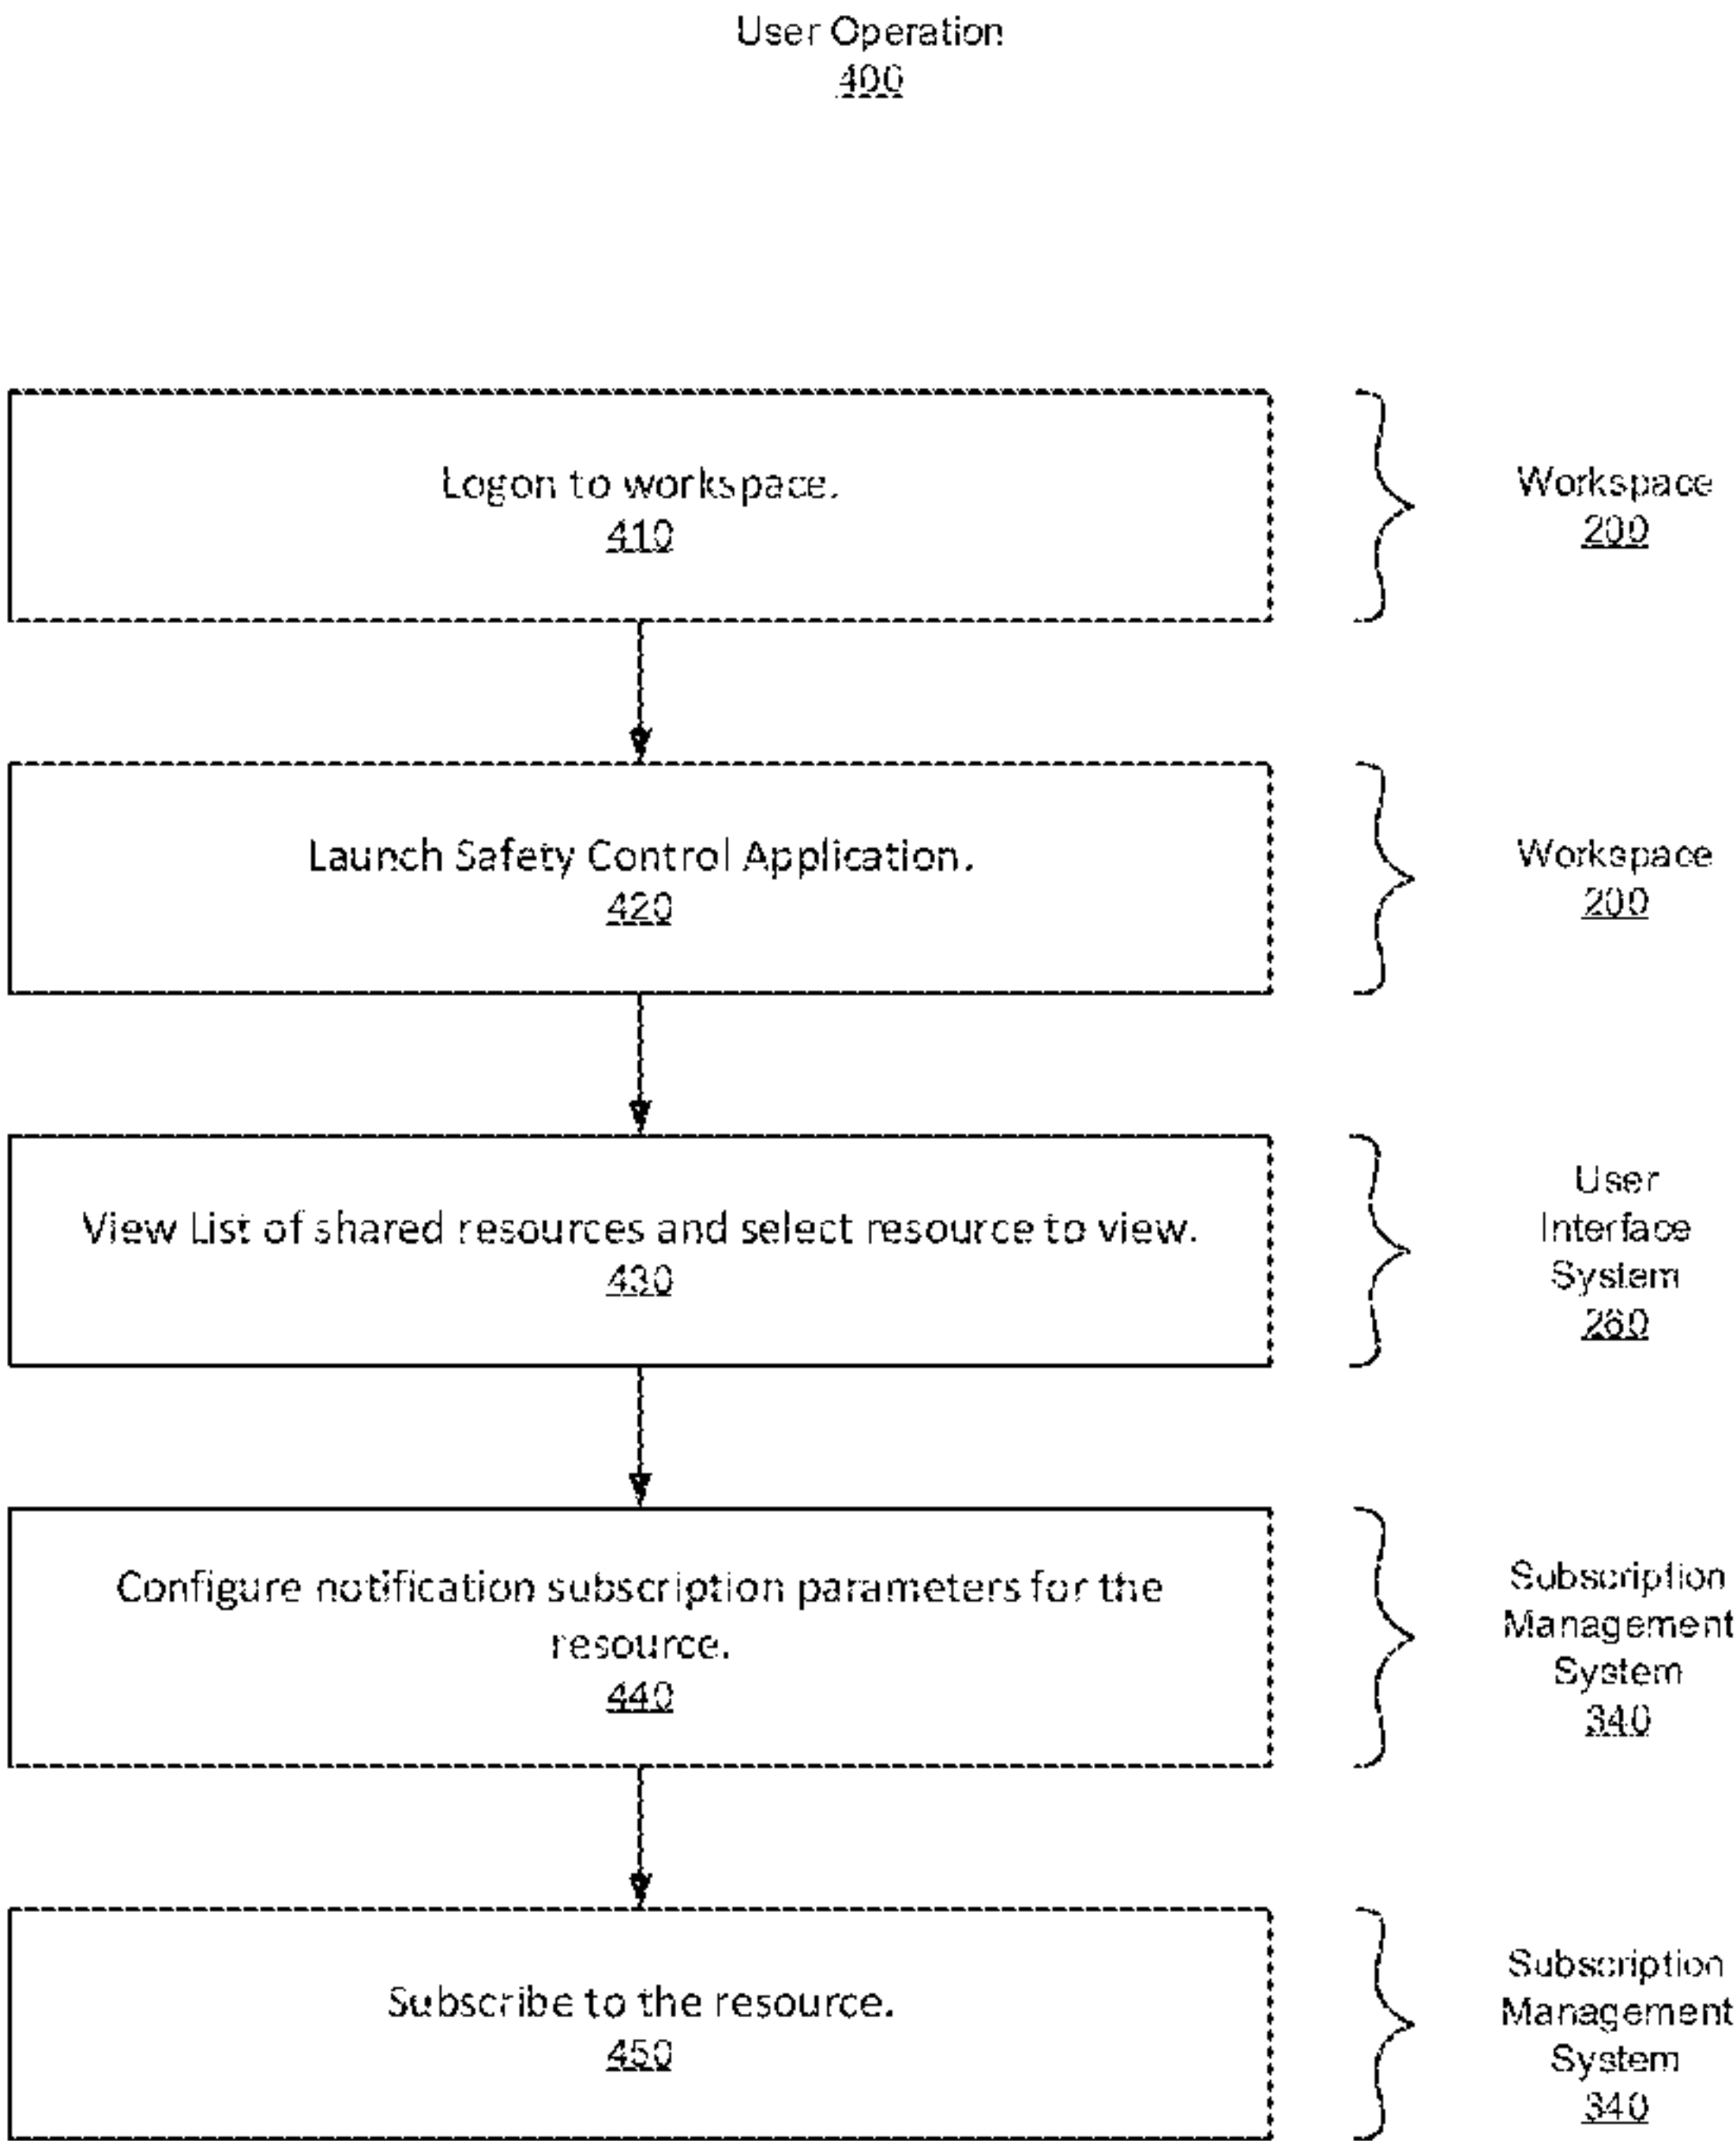 User Operation
400
Logon to workspace.
410
Workspace
200
Launch Safety Control Application.
420
Workspace
200
View List of shared resources and select resource to view.
430
User
Interface
System
260
Configure notification subscription parameters for the
resource.
440
Subscription
Management
System
340
Subscribe to the resource.
450
Subscription
Management
System
340